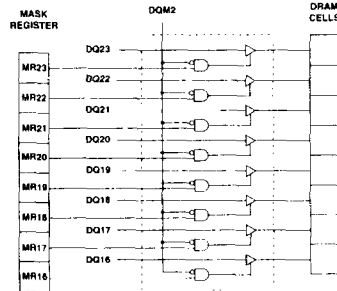 MASK
REGISTER
DQM2
DRAM
CELLS
DQ23
MR23
DQ22
MR22
DQ21
MR21
DQ20
MR20
DQ19
MR19
DQ18
MR18
DQ17
MR17
DQ16
MR16